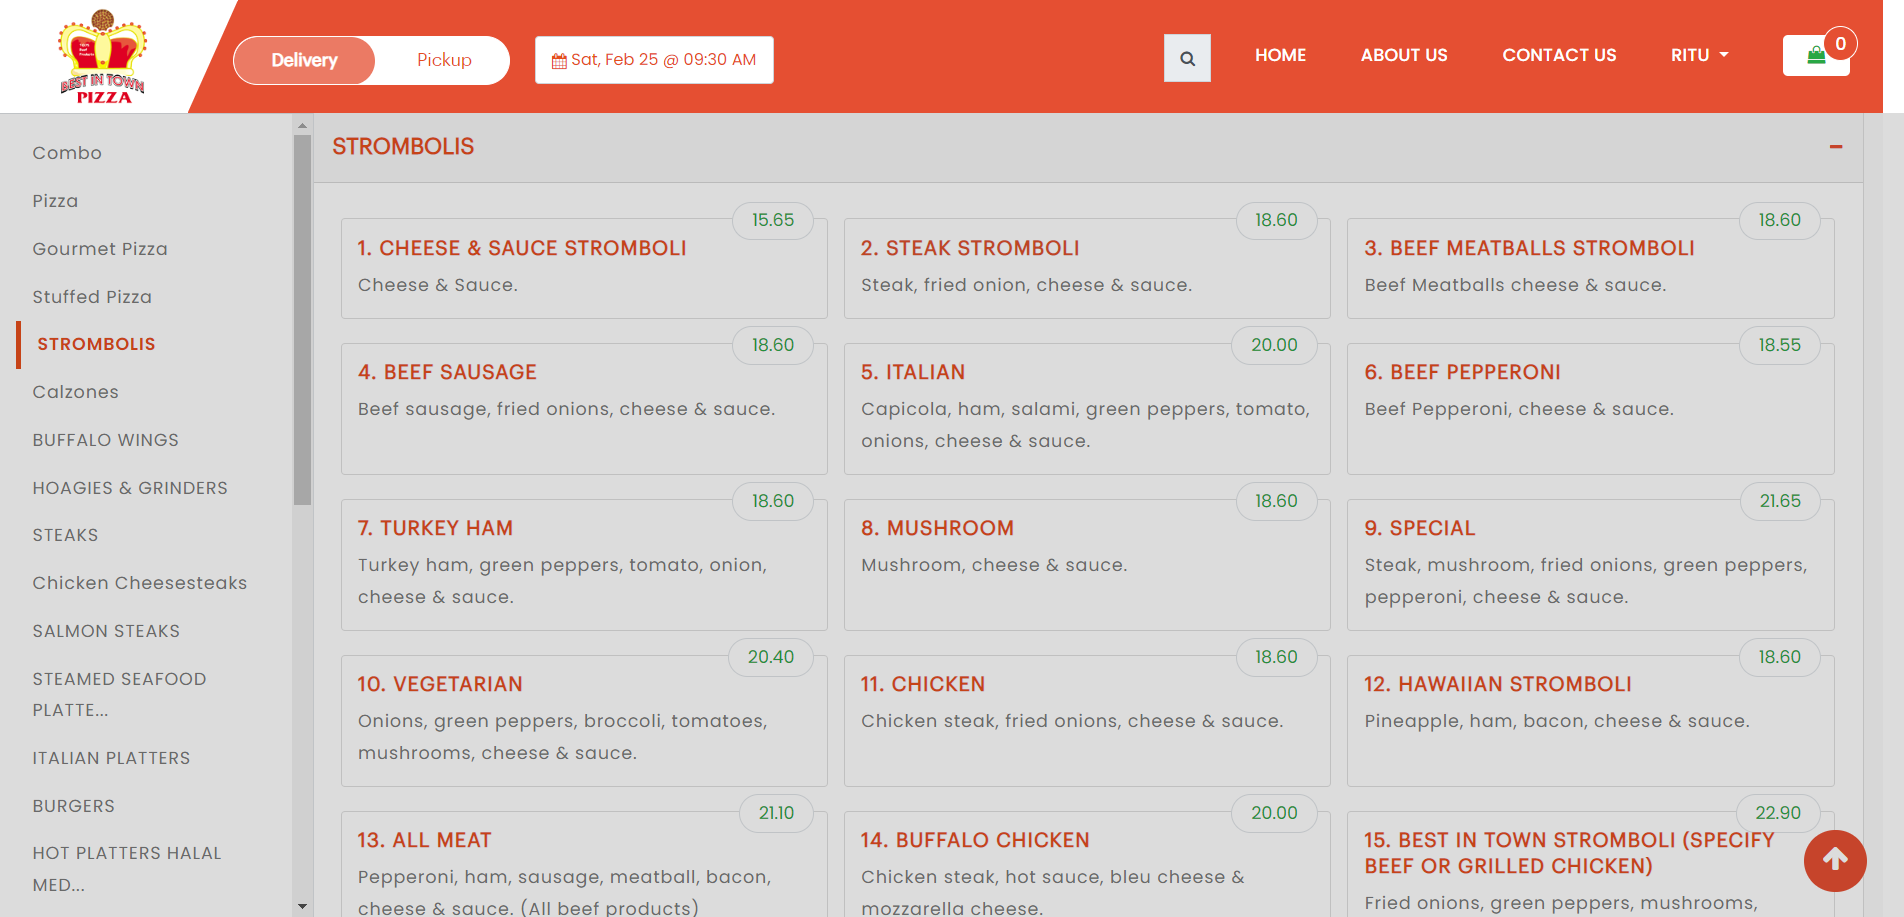 BEST IN TOWN
PIZZA
Delivery
Pickup
Sat, Feb 25 @ 09:30 AM
HOME
ABOUT US
CONTACT US
RITU
0
Combo
Pizza
Gourmet Pizza
Stuffed Pizza
STROMBOLIS
Calzones
BUFFALO WINGS
HOAGIES & GRINDERS
STEAKS
Chicken Cheesesteaks
SALMON STEAKS
STEAMED SEAFOOD
PLATTE...
ITALIAN PLATTERS
BURGERS
HOT PLATTERS HALAL
MED...
STROMBOLIS
15.65
1. CHEESE & SAUCE STROMBOLI
Cheese & Sauce.
18.60
2. STEAK STROMBOLI
Steak, fried onion, cheese & sauce.
18.60
3. BEEF MEATBALLS STROMBOLI
Beef Meatballs cheese & sauce.
18.60
4. BEEF SAUSAGE
Beef sausage, fried onions, cheese & sauce.
20.00
5. ITALIAN
Capicola, ham, salami, green peppers, tomato,
onions, cheese & sauce.
18.55
6. BEEF PEPPERONI
Beef Pepperoni, cheese & sauce.
18.60
7. TURKEY HAM
Turkey ham, green peppers, tomato, onion,
cheese & sauce.
18.60
8. MUSHROOM
Mushroom, cheese & sauce.
21.65
9. SPECIAL
Steak, mushroom, fried onions, green peppers,
pepperoni, cheese & sauce.
20.40
10. VEGETARIAN
Onions, green peppers, broccoli, tomatoes,
mushrooms, cheese & sauce.
18.60
11. CHICKEN
Chicken steak, fried onions, cheese & sauce.
18.60
12. HAWAIIAN STROMBOLI
Pineapple, ham, bacon, cheese & sauce.
21.10
13. ALL MEAT
Pepperoni, ham, sausage, meatball, bacon,
cheese & sauce. (All beef products)
20.00
14. BUFFALO CHICKEN
Chicken steak, hot sauce, bleu cheese &
mozzarella cheese.
22.90
15. BEST IN TOWN STROMBOLI (SPECIFY
BEEF OR GRILLED CHICKEN)
Fried onions, green peppers, mushrooms,